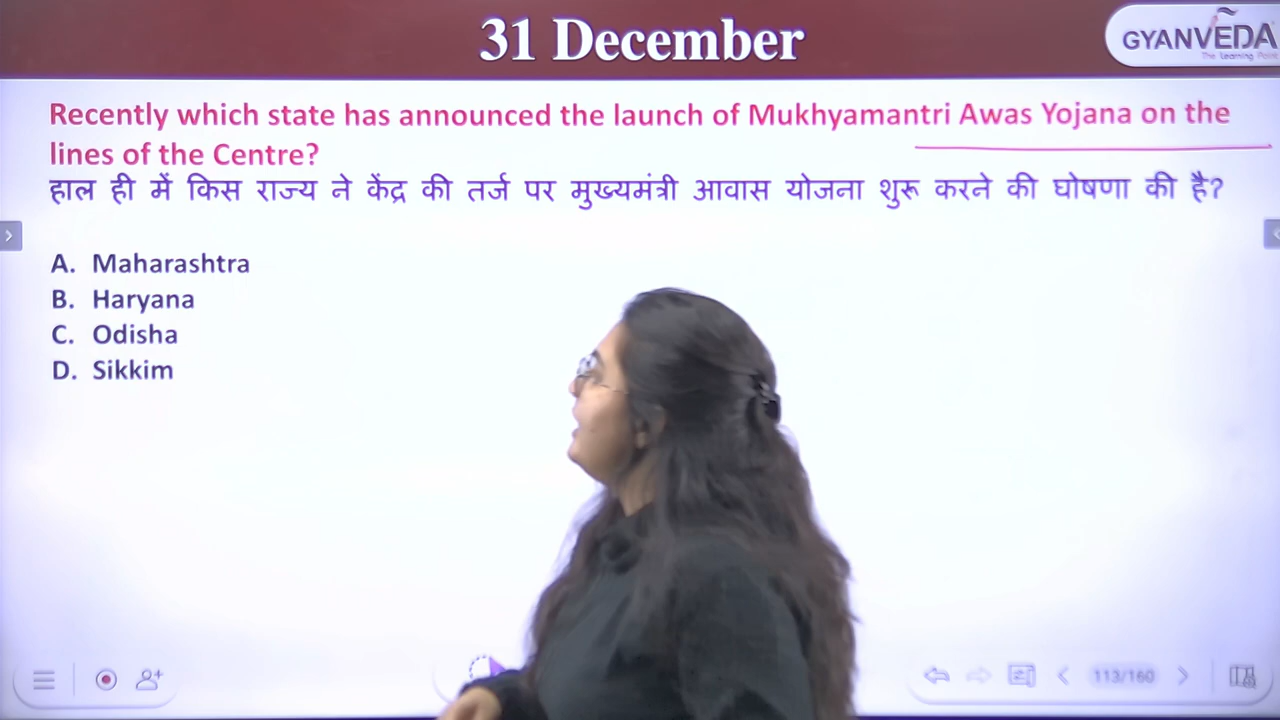 31 December
GYANVEDA
The Learning Point
Recently which state has announced the launch of Mukhyamantri Awas Yojana on the
lines of the Centre?
हाल ही में किस राज्य ने केंद्र की तर्ज पर मुख्यमंत्री आवास योजना शुरू करने की घोषणा की है?
A. Maharashtra
B. Haryana
C. Odisha
D. Sikkim
113/160